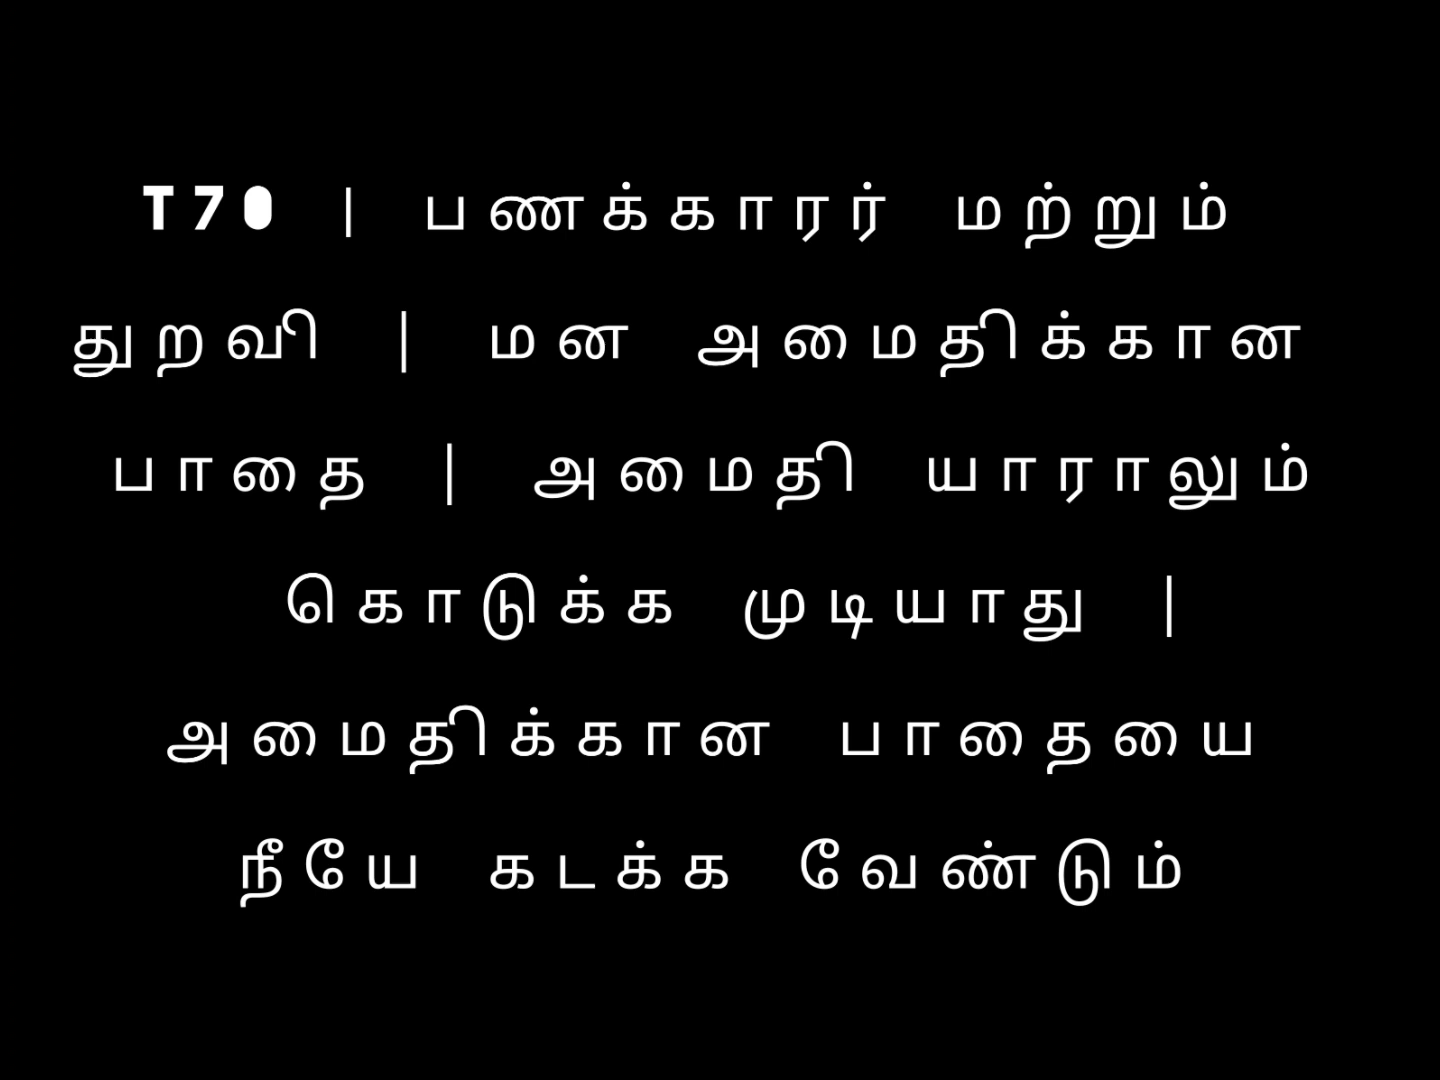 T70 | பணக்காரர் மற்றும்
துறவி | மன அமைதிக்கான
பாதை | அமைதி யாராலும்
கொடுக்க முடியாது |
அமைதிக்கான பாதையை
நீயே கடக்க வேண்டும்